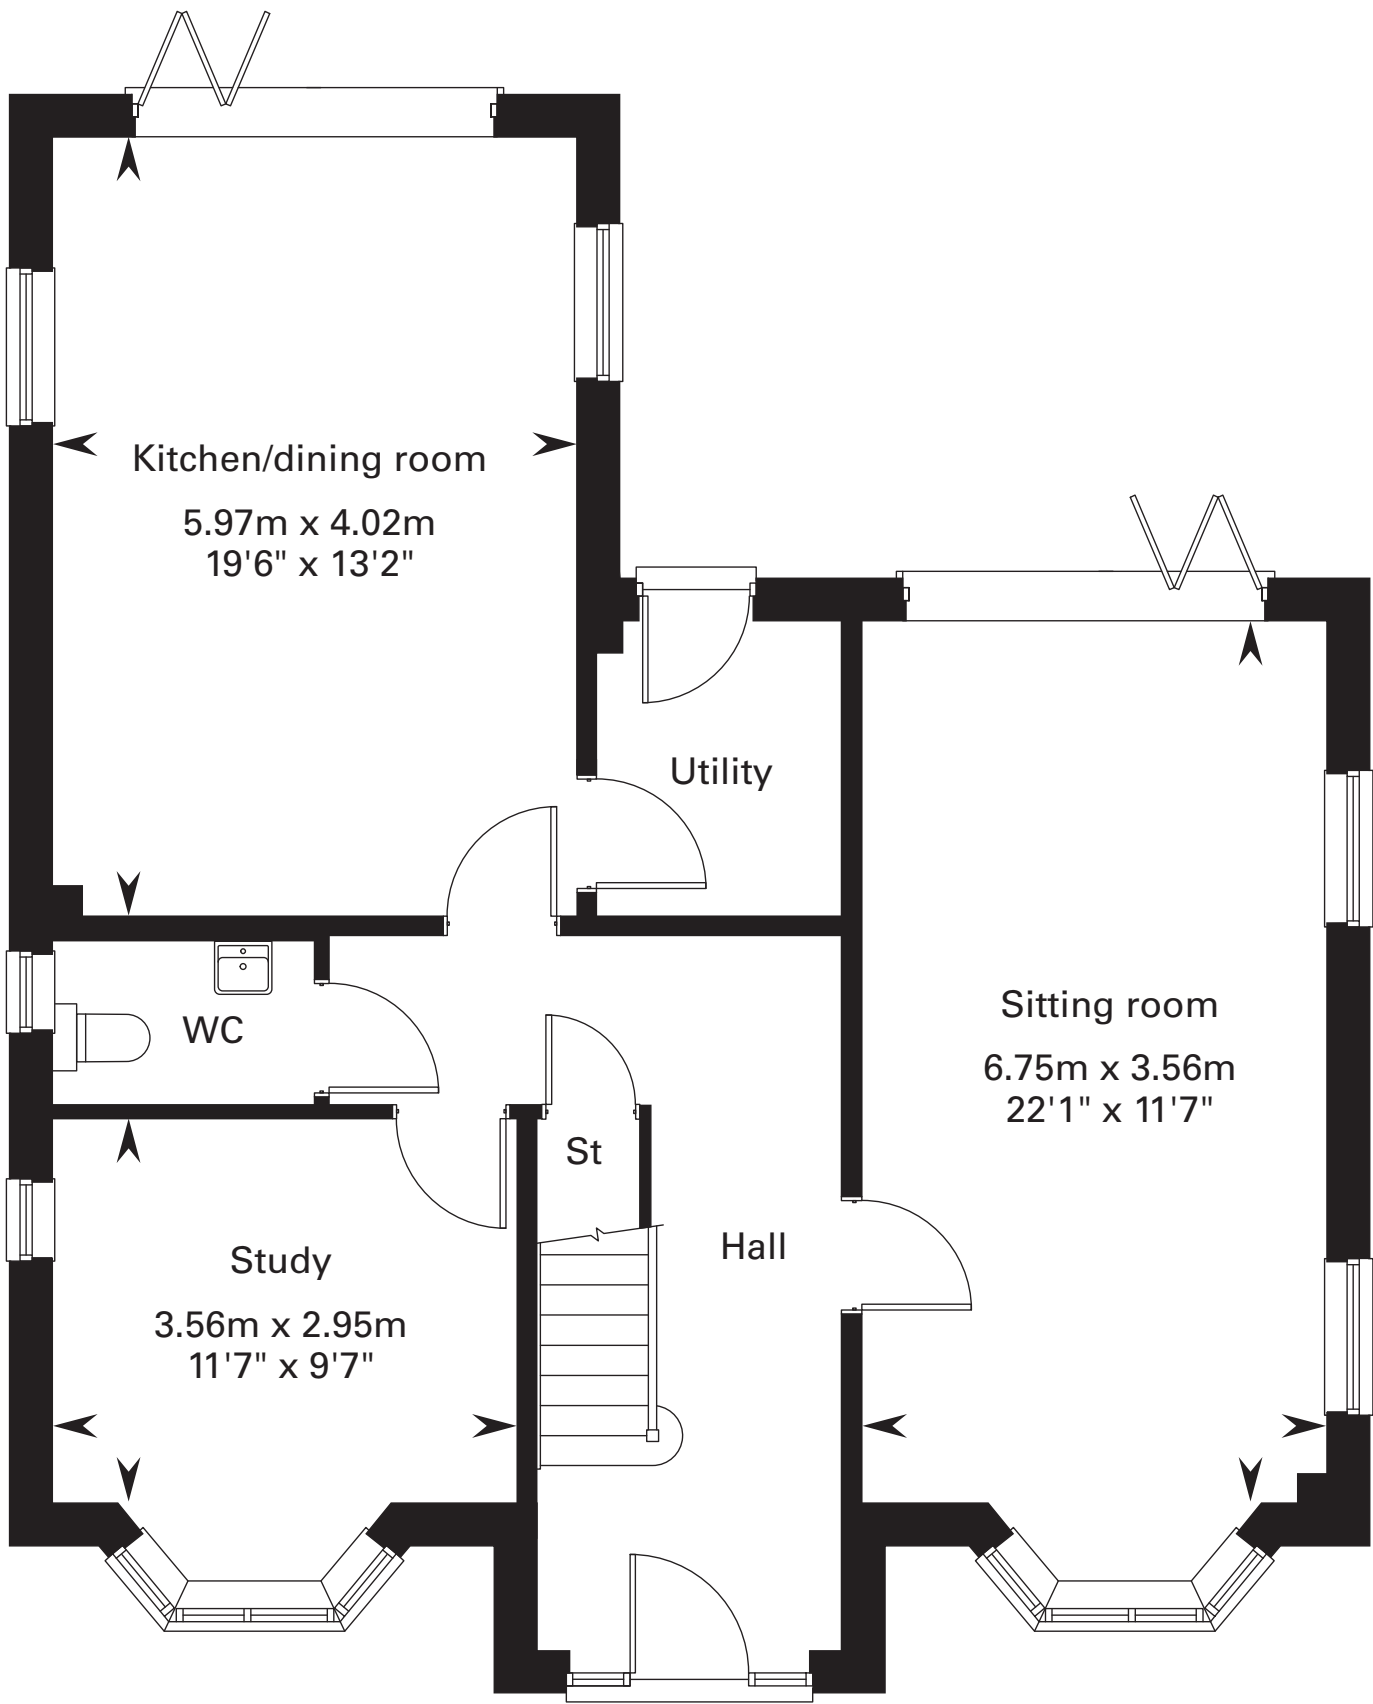 Kitchen/dining room
5.97m x 4.02m
19'6" x 13'2"
Utility
Sitting room
6.75m x 3.56m
22'1" x 11'7"
WC
St
Hall
Study
3.56m x 2.95m
11'7" x 9'7"